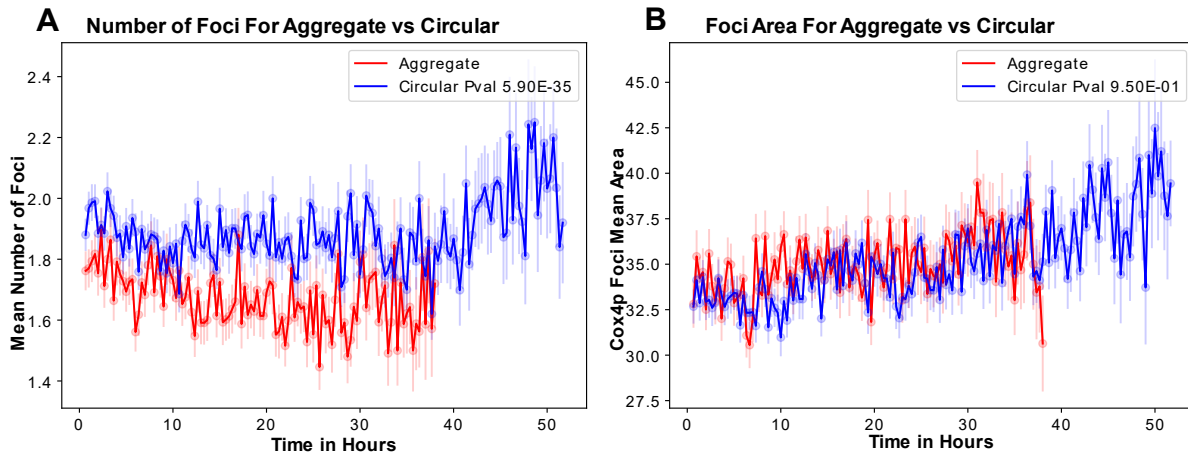 A Number of Foci For Aggregate vs Circular
Aggregate
Circular Pval 5.90E-35
Mean Number of Foci
2.4
2.2
2.0
1.8
1.6
1.4
0 10 20 30 40 50
Time in Hours
B Foci Area For Aggregate vs Circular
Aggregate
Circular Pval 9.50E-01
Cox4p Foci Mean Area
45.0
42.5
40.0
37.5
35.0
32.5
30.0
27.5
0 10 20 30 40 50
Time in Hours